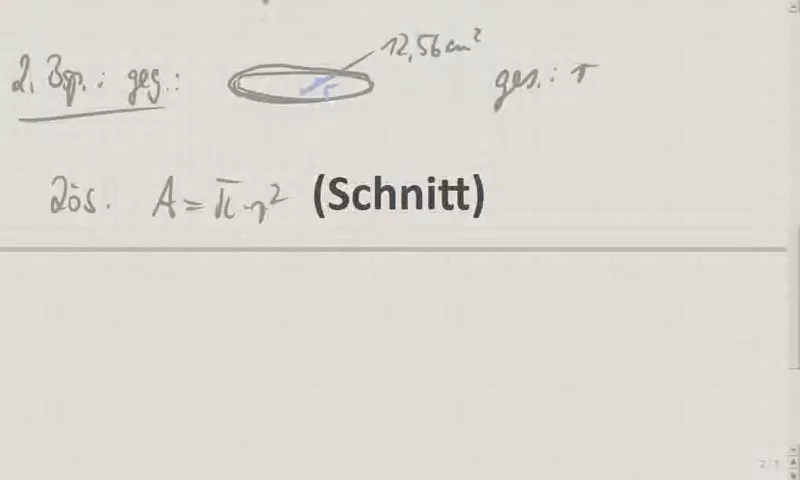 2. Bsp.: geg.: 12,56 cm² ges.: r
r
Lös. A = π · r² (Schnitt)